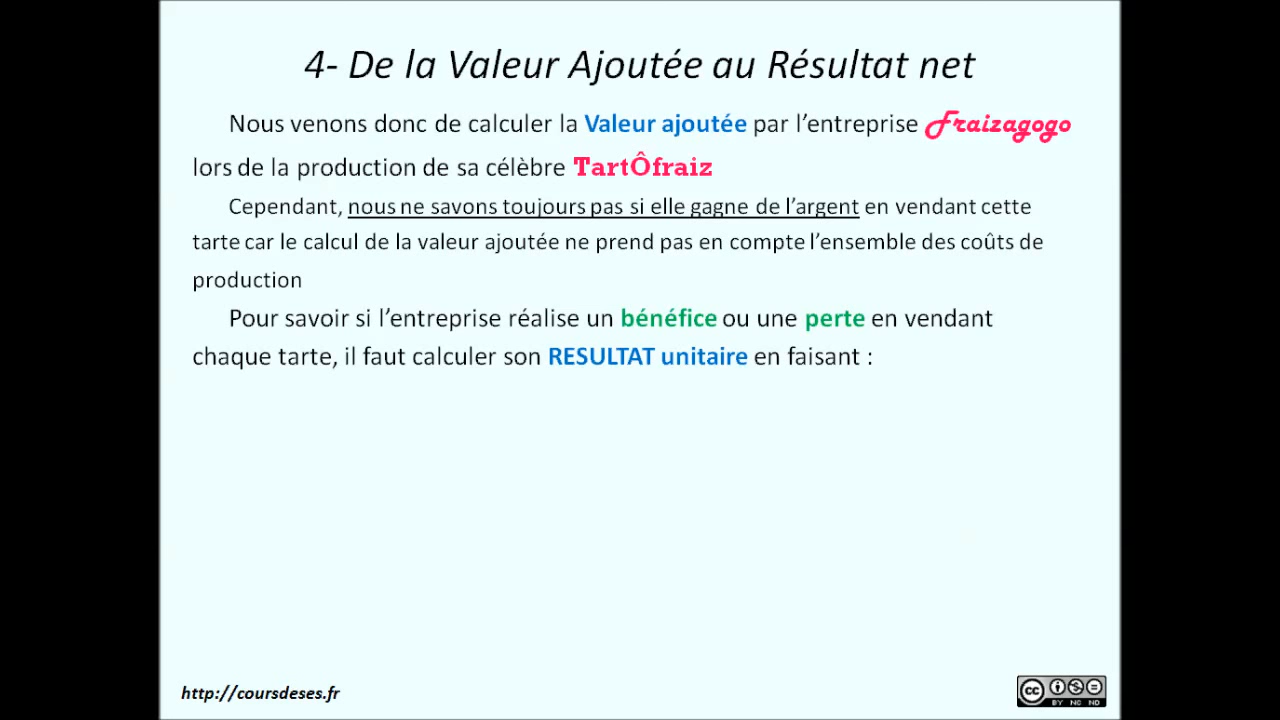 4- De la Valeur Ajoutée au Résultat net
Nous venons donc de calculer la Valeur ajoutée par l’entreprise Fraizagogo
lors de la production de sa célèbre TartÔfraiz
Cependant, nous ne savons toujours pas si elle gagne de l’argent en vendant cette
tarte car le calcul de la valeur ajoutée ne prend pas en compte l’ensemble des coûts de
production
Pour savoir si l’entreprise réalise un bénéfice ou une perte en vendant
chaque tarte, il faut calculer son RESULTAT unitaire en faisant :
http://coursdeses.fr
cc BY NC ND